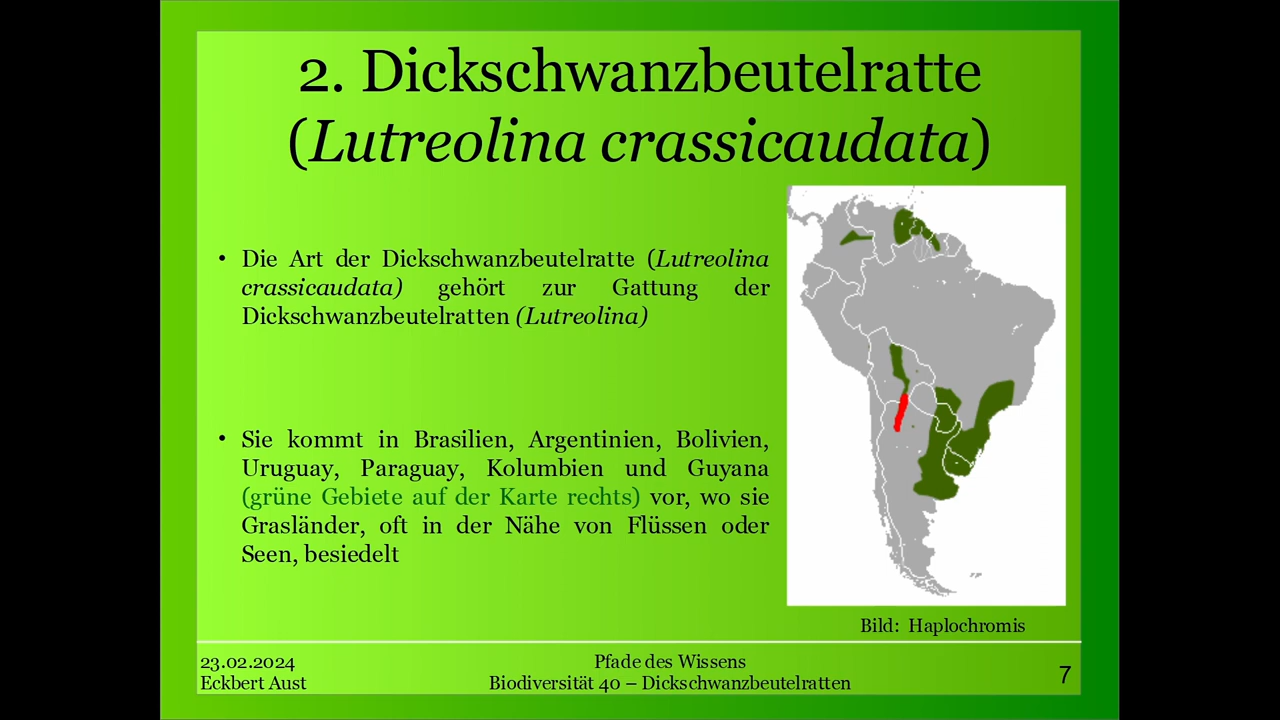 2. Dickschwanzbeutelratte
(Lutreolina crassicaudata)
• Die Art der Dickschwanzbeutelratte (Lutreolina
crassicaudata) gehört zur Gattung der
Dickschwanzbeutelratten (Lutreolina)
• Sie kommt in Brasilien, Argentinien, Bolivien,
Uruguay, Paraguay, Kolumbien und Guyana
(grüne Gebiete auf der Karte rechts) vor, wo sie
Grasländer, oft in der Nähe von Flüssen oder
Seen, besiedelt
Bild: Haplochromis
23.02.2024
Eckbert Aust
Pfade des Wissens
Biodiversität 40 – Dickschwanzbeutelratten
7